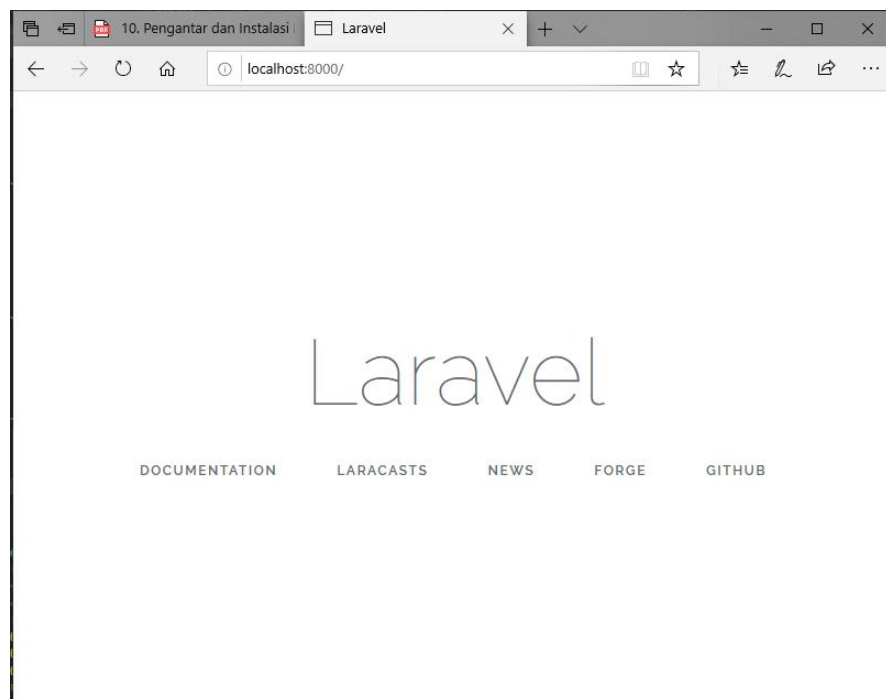 10. Pengantar dan Instalasi
Laravel
localhost:8000/
Laravel
DOCUMENTATION LARACASTS NEWS FORGE GITHUB